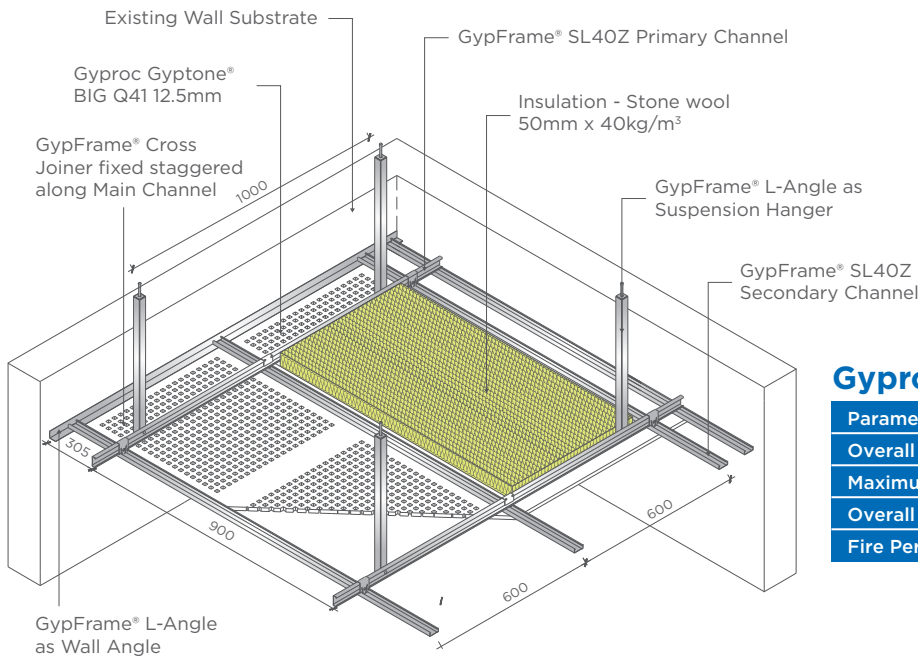 Existing Wall Substrate
GypFrame® SL40Z Primary Channel
Gyproc Gyptone®
BIG Q41 12.5mm
Insulation - Stone wool
50mm x 40kg/m³
GypFrame® Cross
Joiner fixed staggered
along Main Channel
1000
GypFrame® L-Angle as
Suspension Hanger
GypFrame® SL40Z
Secondary Channel
Gyproc
Parame
Overall
Maximu
Overall
Fire Per
305
900
600
600
GypFrame® L-Angle
as Wall Angle